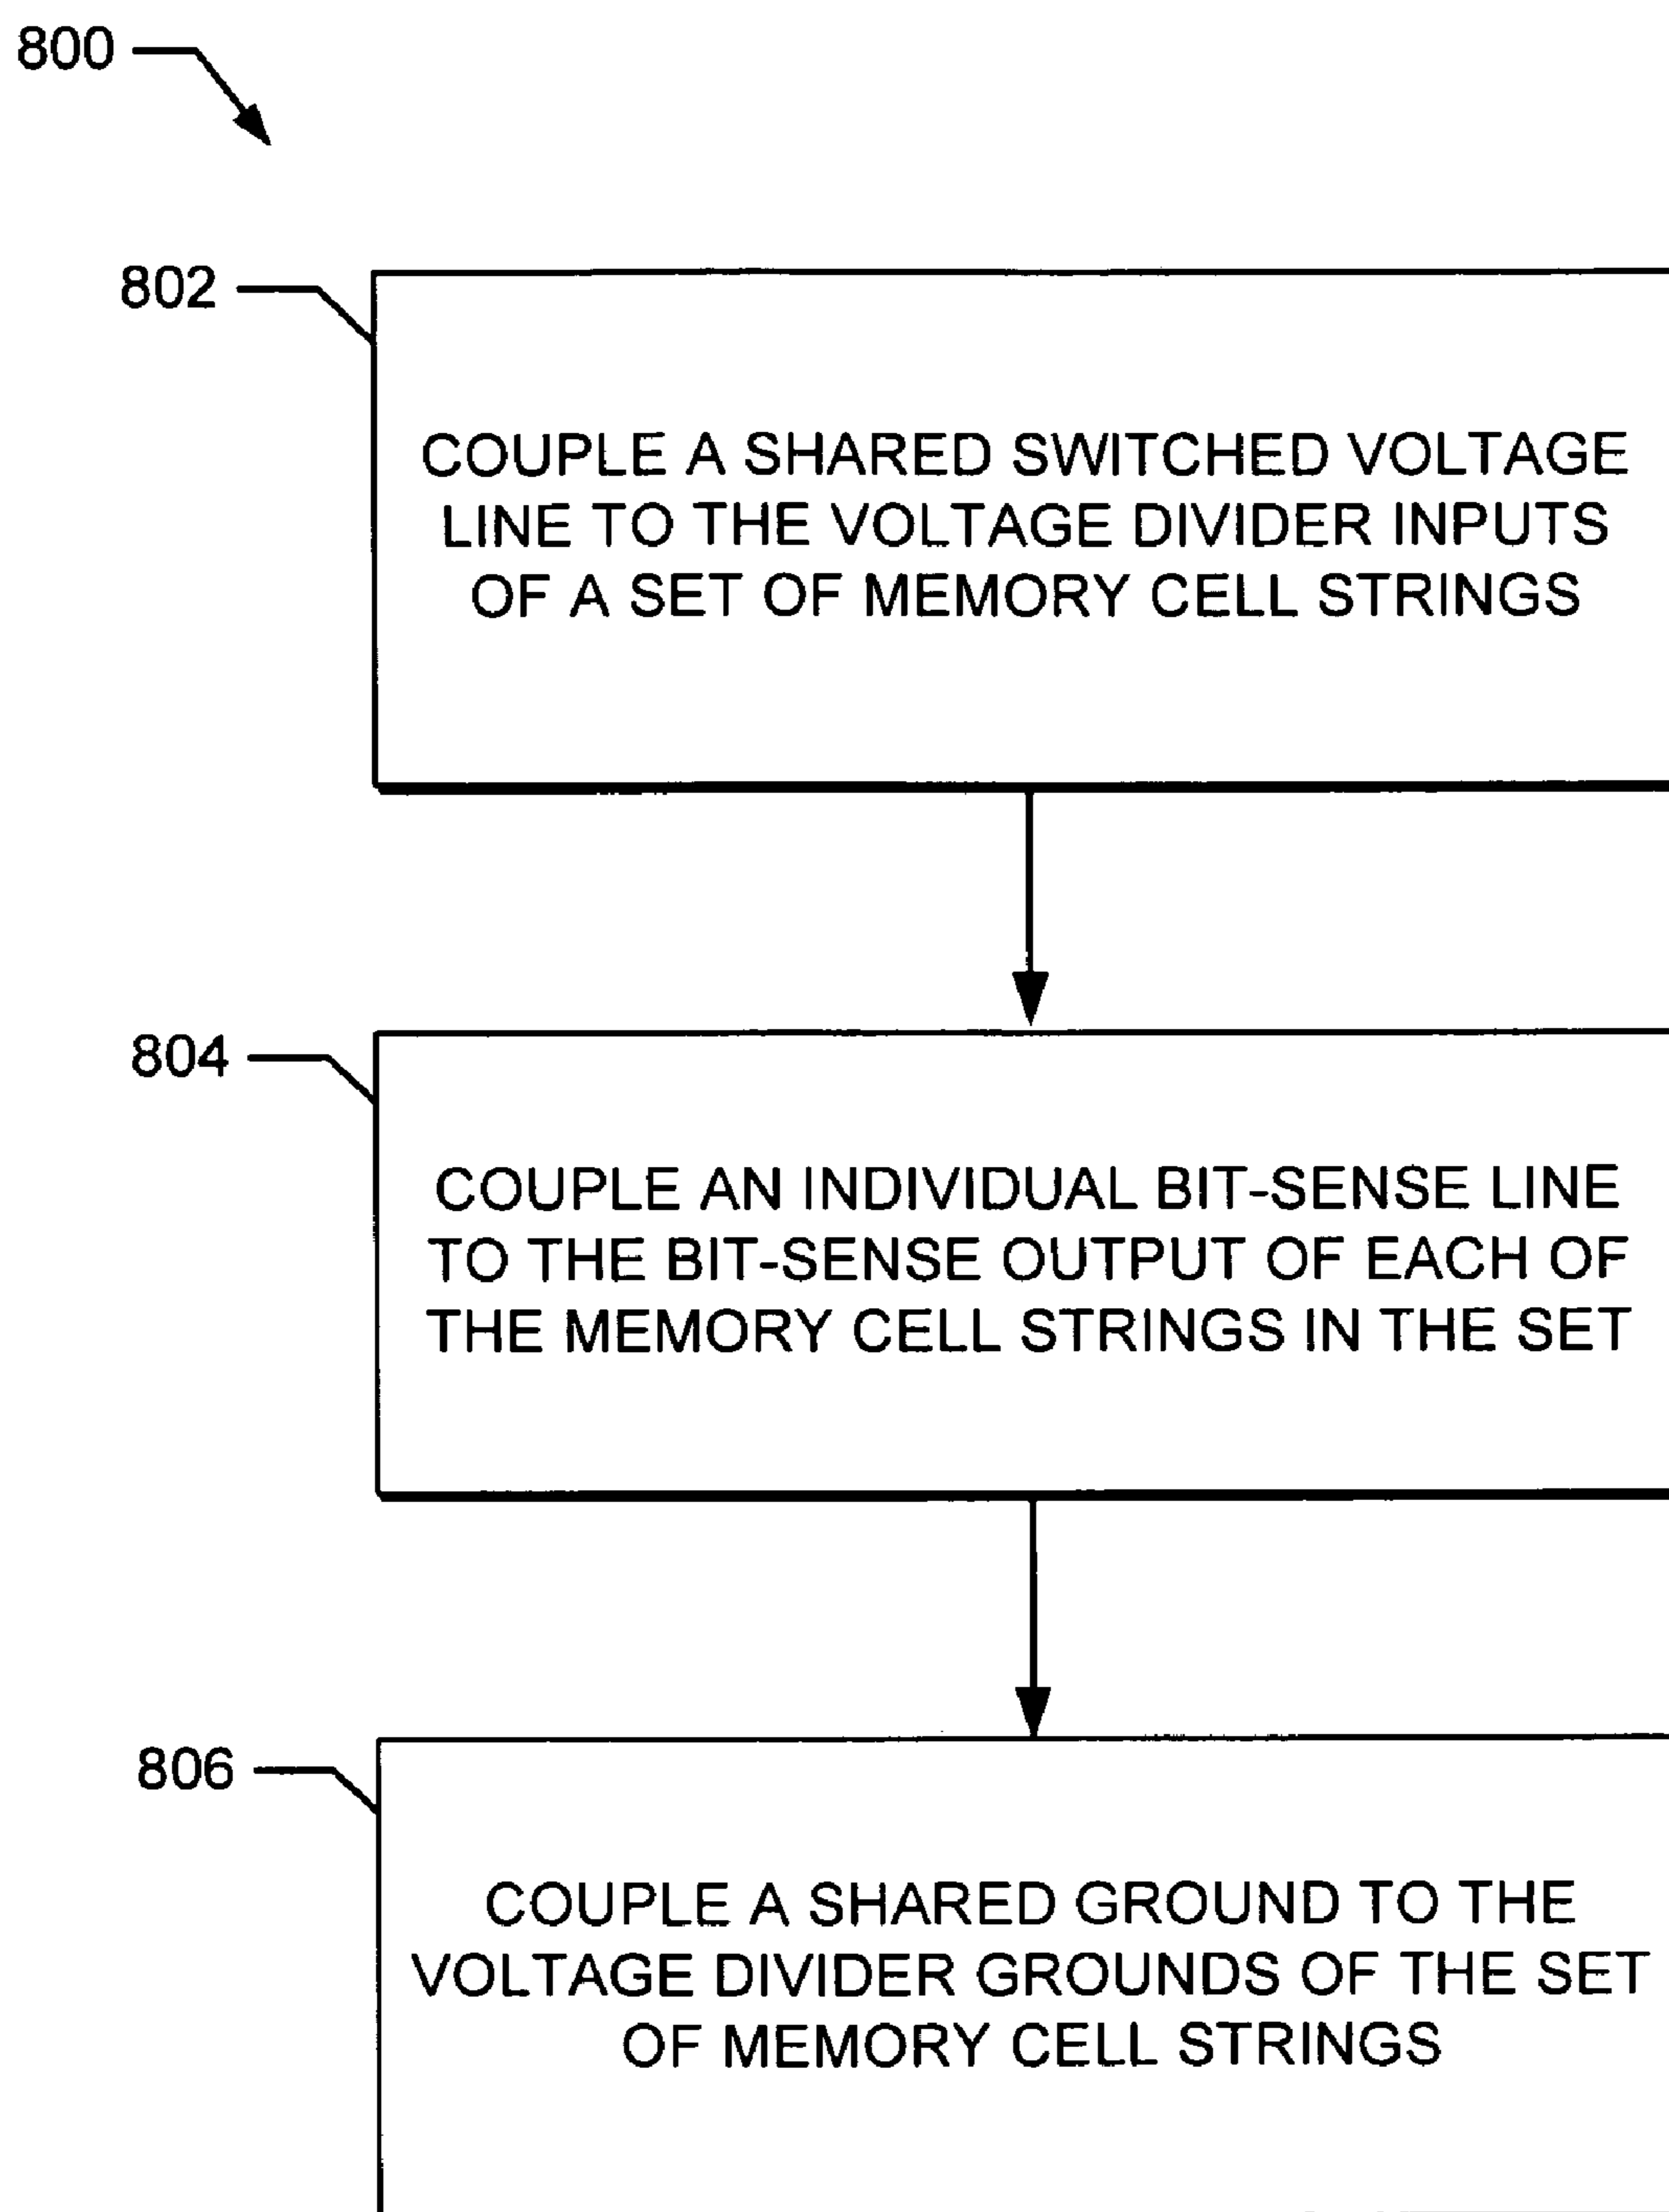 800
802
COUPLE A SHARED SWITCHED VOLTAGE
LINE TO THE VOLTAGE DIVIDER INPUTS
OF A SET OF MEMORY CELL STRINGS
804
COUPLE AN INDIVIDUAL BIT-SENSE LINE
TO THE BIT-SENSE OUTPUT OF EACH OF
THE MEMORY CELL STRINGS IN THE SET
806
COUPLE A SHARED GROUND TO THE
VOLTAGE DIVIDER GROUNDS OF THE SET
OF MEMORY CELL STRINGS